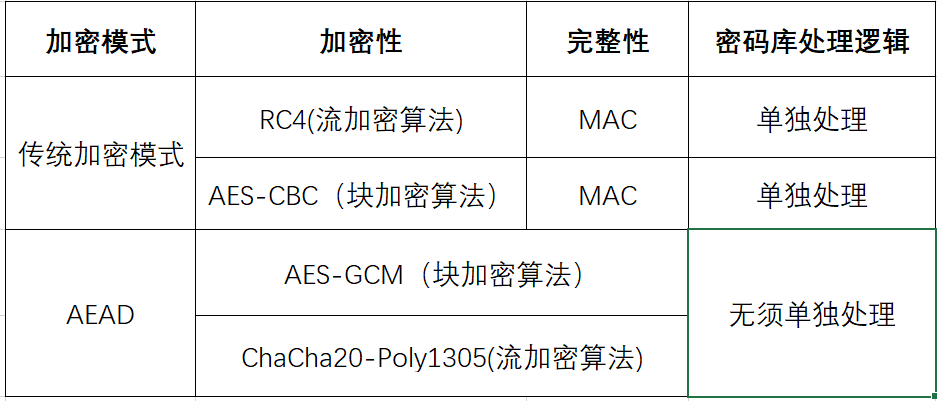 加密模式 加密性 完整性 密码库处理逻辑
传统加密模式
RC4(流加密算法) MAC 单独处理
AES-CBC（块加密算法） MAC 单独处理
AEAD
AES-GCM（块加密算法）
无须单独处理
ChaCha20-Poly1305(流加密算法)